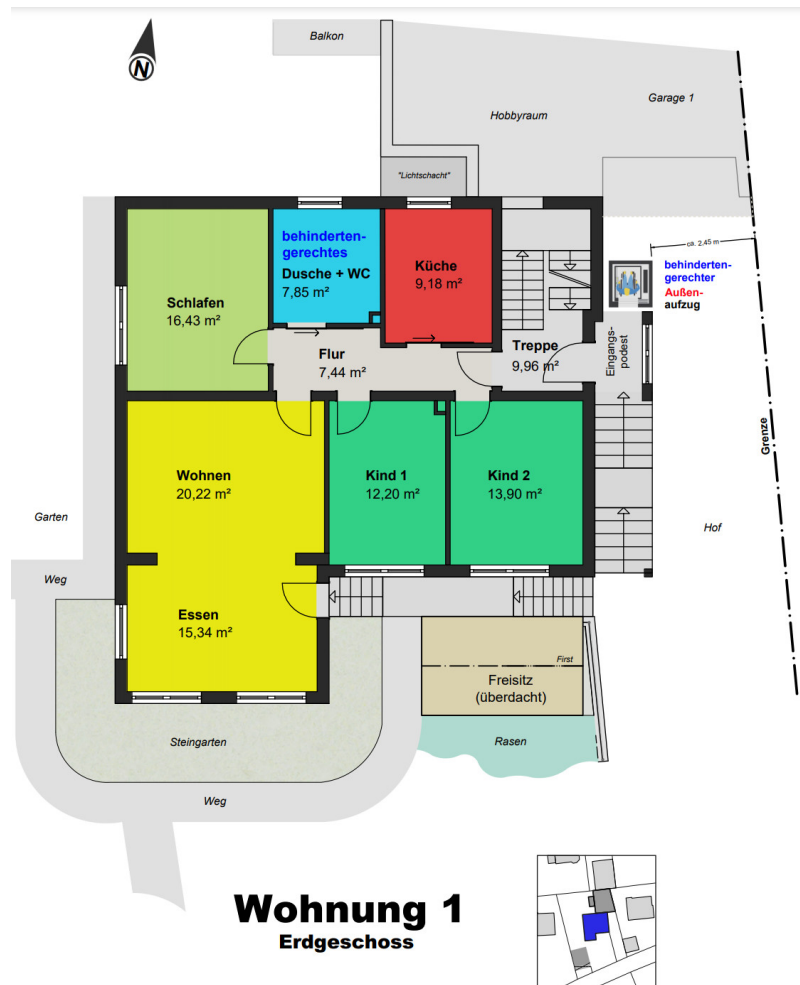 Balkon
N
Garage 1
Hobbyraum
"Lichtschacht"
ca. 2.45 m
behinderten-
gerechtes
Dusche + WC
7,85 m²
Küche
9,18 m²
behinderten-
gerechter
Außen-
aufzug
Schlafen
16,43 m²
Flur
7,44 m²
Treppe
9,96 m²
Eingangs-
podest
Grenze
Wohnen
20,22 m²
Kind 1
12,20 m²
Kind 2
13,90 m²
Garten
Hof
Weg
Essen
15,34 m²
First
Freisitz
(überdacht)
Steingarten
Rasen
Weg
Wohnung 1
Erdgeschoss